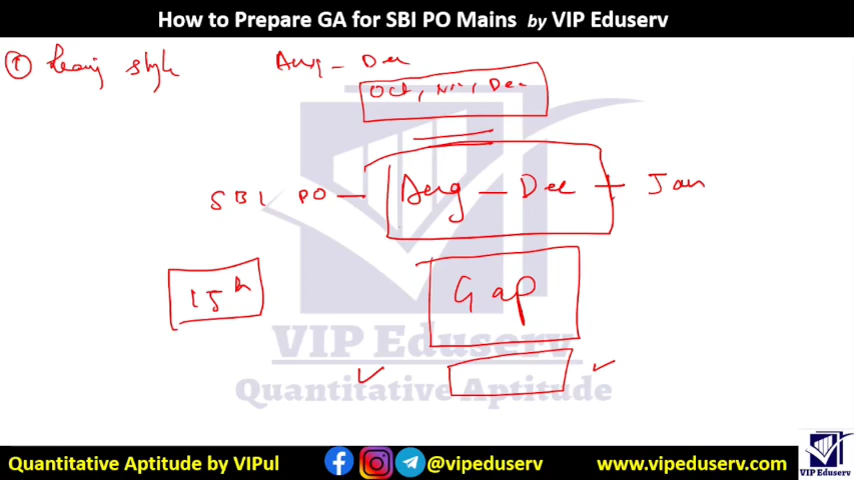 How to Prepare GA for SBI PO Mains by VIP Eduserv
① style Aug - Dec
Oct, Nov, Dec
SBI PO - Aug - Dec + Jan
15 h
Gap
VIP Eduserv
Quantitative Aptitude
Quantitative Aptitude by VIPul @vipeduserv www.vipeduserv.com
VIP Eduserv